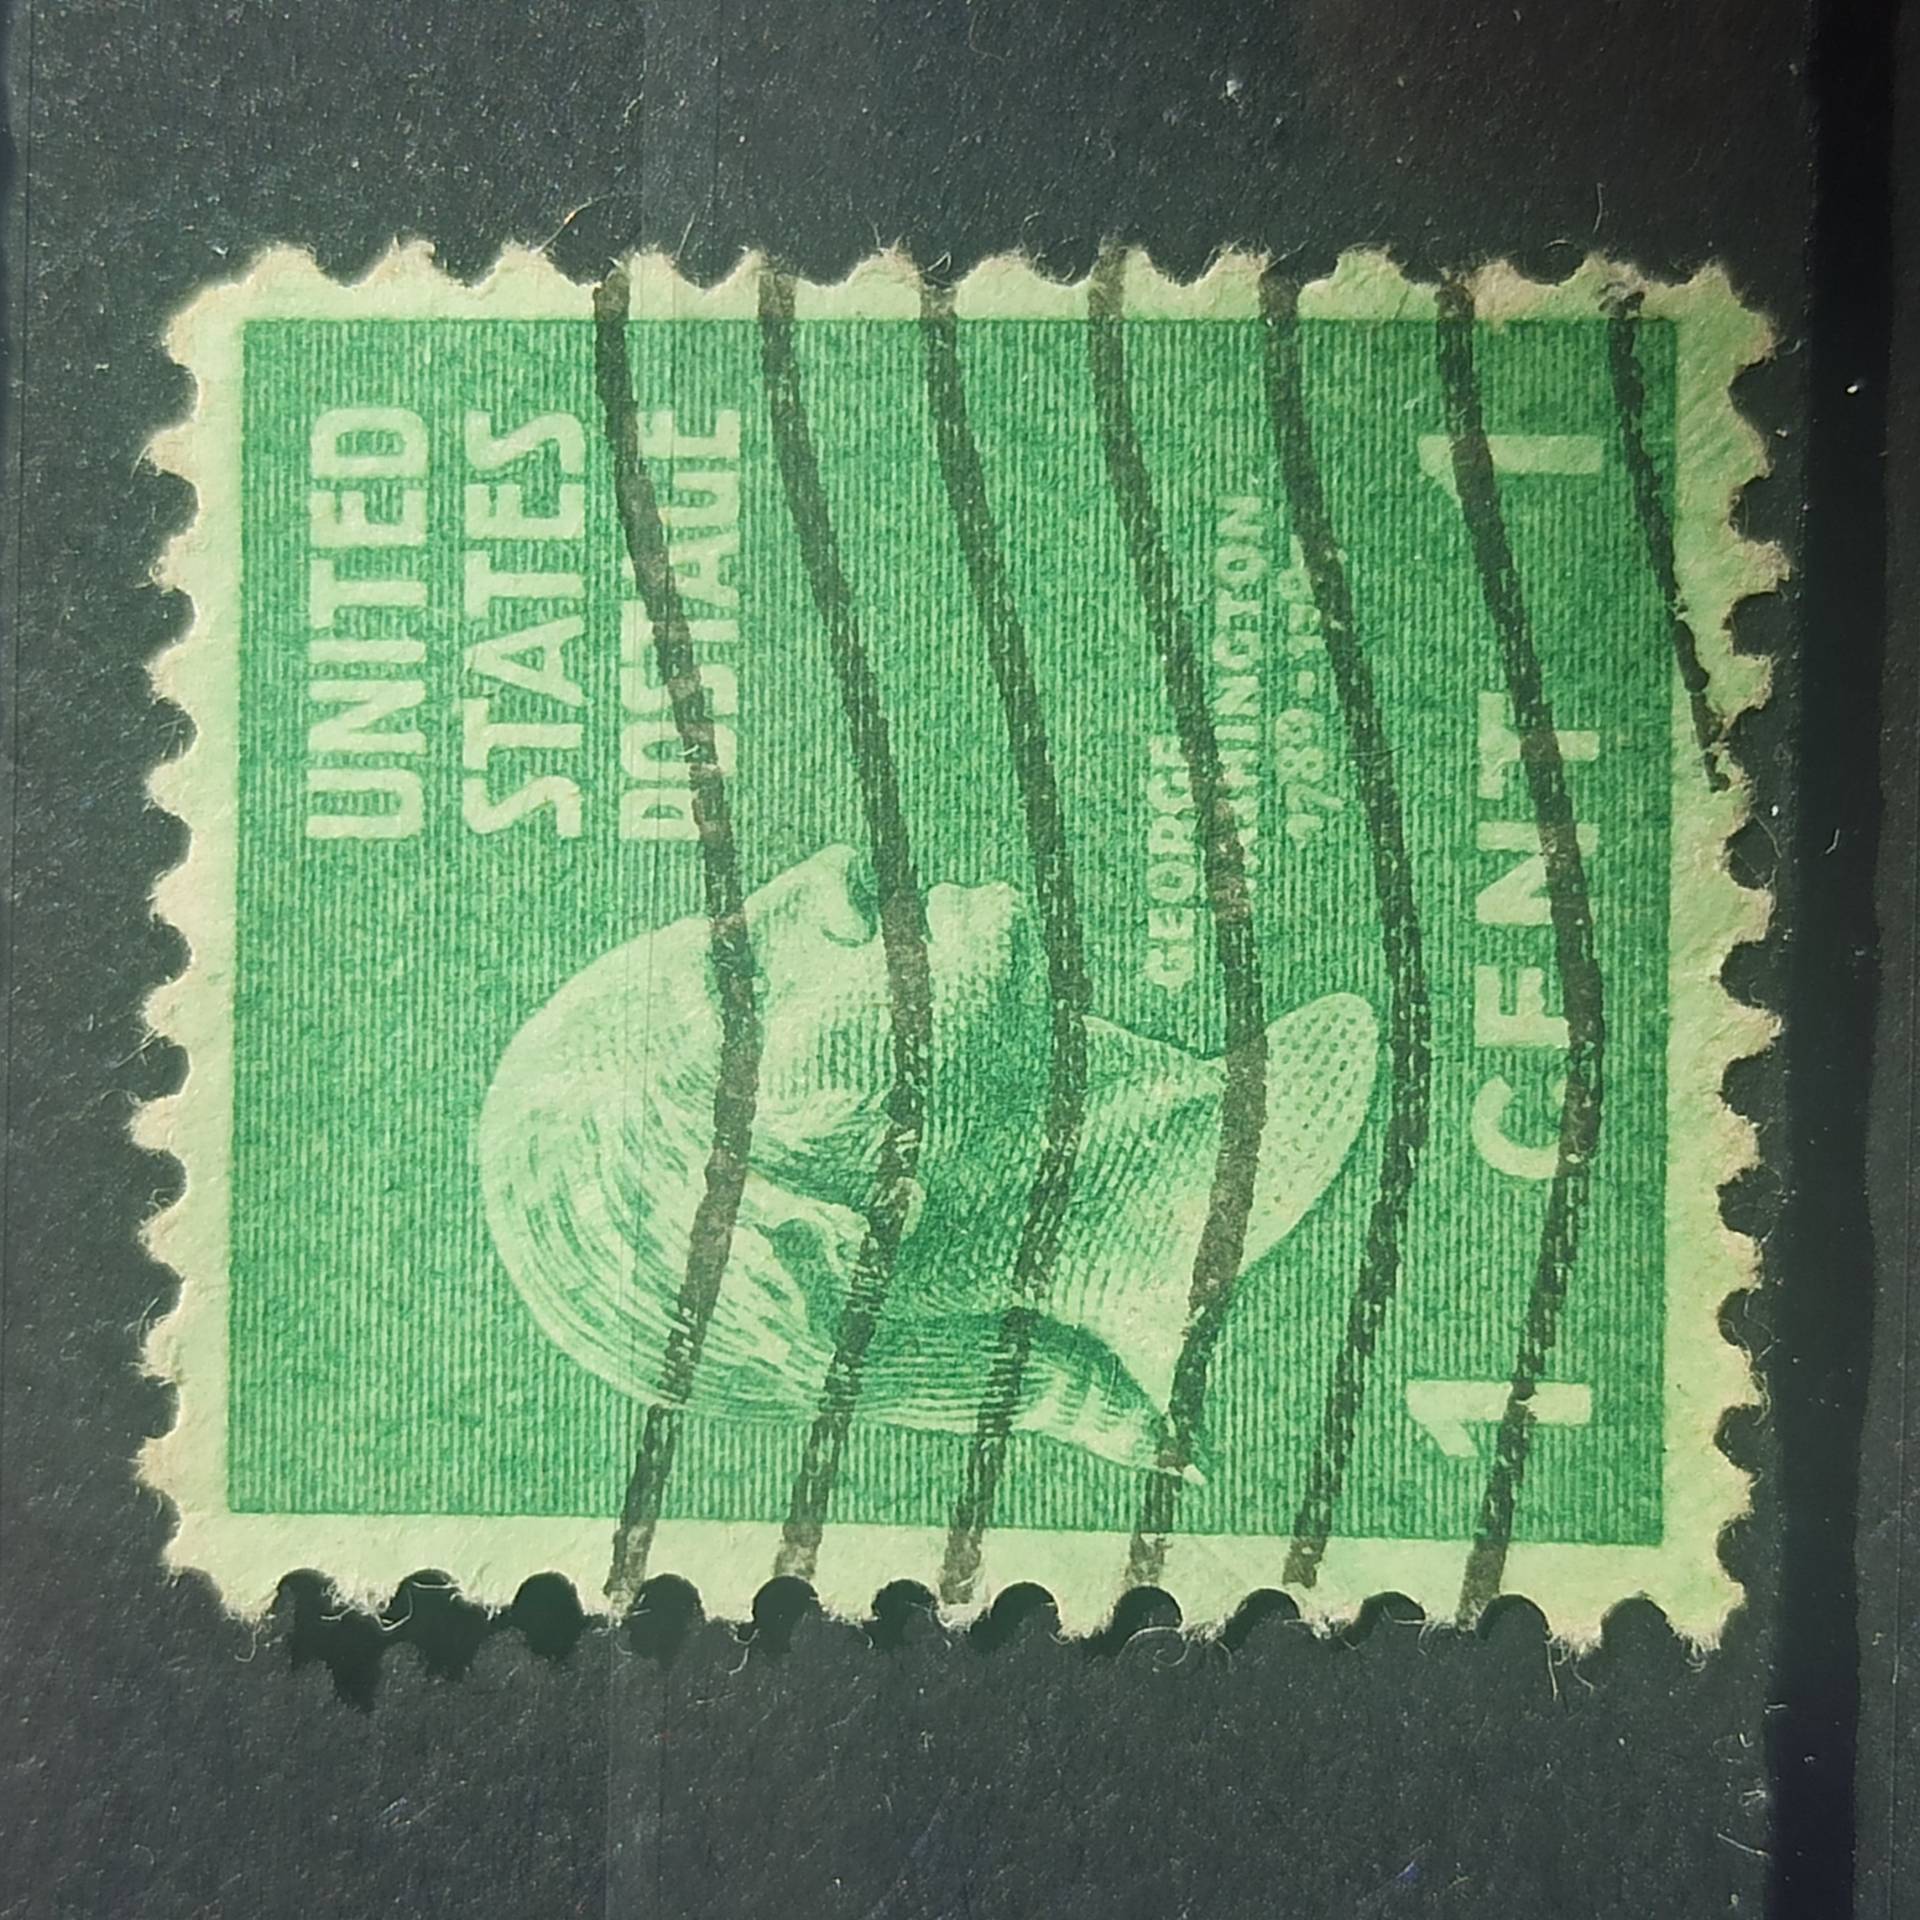 UNITED
STATES
POSTAGE
GEORGE
WASHINGTON
1789-1797
1 CENT 1